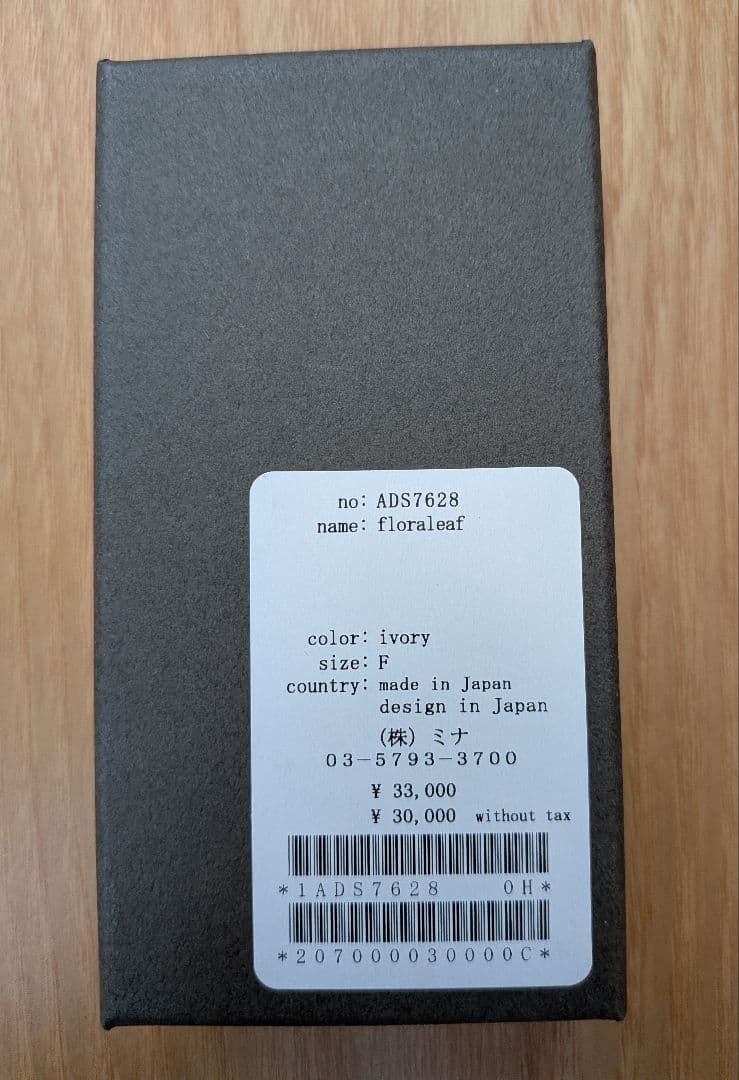 no: ADS7628
name: floraleaf
color: ivory
size: F
country: made in Japan
design in Japan
(株) ミナ
03-5793-3700
¥ 33,000
¥ 30,000 without tax
*1ADS7628 0H*
*207000030000C*